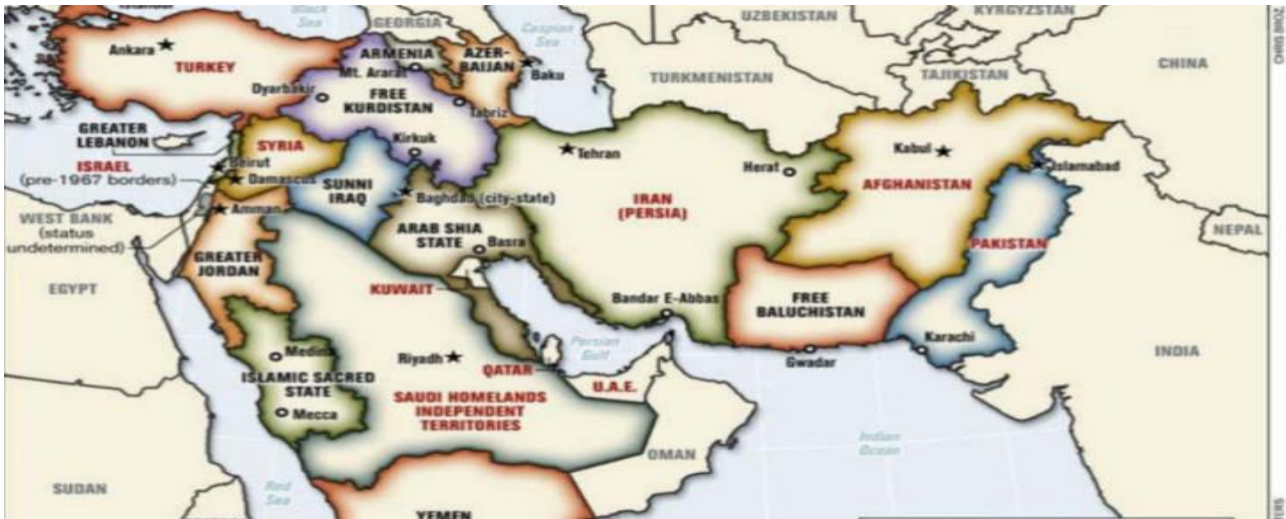 Black
Sea
GEORGIA
Caspian
Sea
UZBEKISTAN
KYRGYZSTAN
Ankara
TURKEY
ARMENIA
Mt. Ararat
AZER-
BAIJAN
Baku
TURKMENISTAN
TAJIKISTAN
CHINA
Dyarbakir
FREE
KURDISTAN
Tabriz
GREATER
LEBANON
SYRIA
Kirkuk
Tehran
Herat
Kabul
Islamabad
ISRAEL
(pre-1967 borders)
Beirut
Damascus
SUNNI
IRAQ
Baghdad (city-state)
IRAN
(PERSIA)
AFGHANISTAN
WEST BANK
(status
undetermined)
Amman
ARAB SHIA
STATE
Basra
PAKISTAN
NEPAL
GREATER
JORDAN
EGYPT
KUWAIT
Bandar E-Abbas
FREE
BALUCHISTAN
Karachi
Gwadar
Medina
Riyadh
Persian
Gulf
QATAR
INDIA
ISLAMIC SACRED
STATE
U.A.E.
Mecca
SAUDI HOMELANDS
INDEPENDENT
TERRITORIES
OMAN
Indian
Ocean
SUDAN
Red
Sea
YEMEN